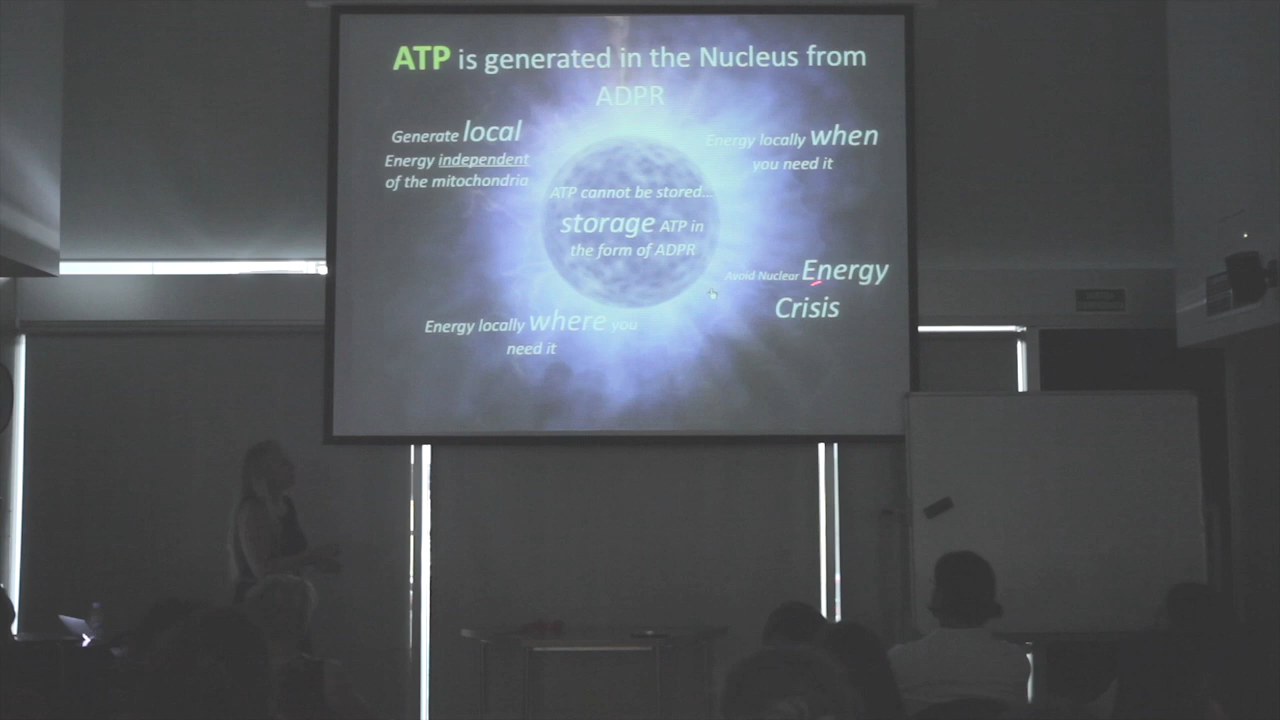 ATP is generated in the Nucleus from
ADPR
Generate local
Energy independent
of the mitochondria
Energy locally when
you need it
ATP cannot be stored...
storage ATP in
the form of ADPR
Avoid Nuclear Energy
Crisis
Energy locally where you
need it